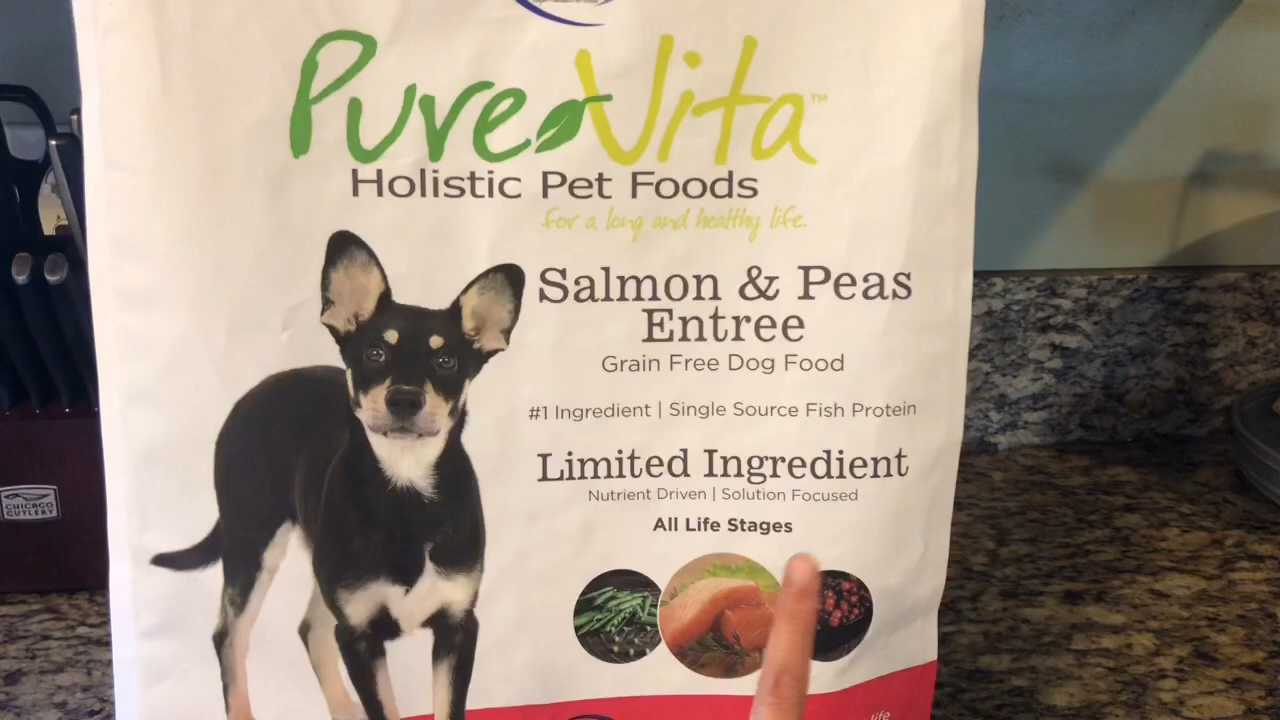 PureVita™
Holistic Pet Foods
for a long and healthy life.
Salmon & Peas
Entree
Grain Free Dog Food
#1 Ingredient | Single Source Fish Protein
Limited Ingredient
Nutrient Driven | Solution Focused
All Life Stages
CHICAGO
CUTLERY
life